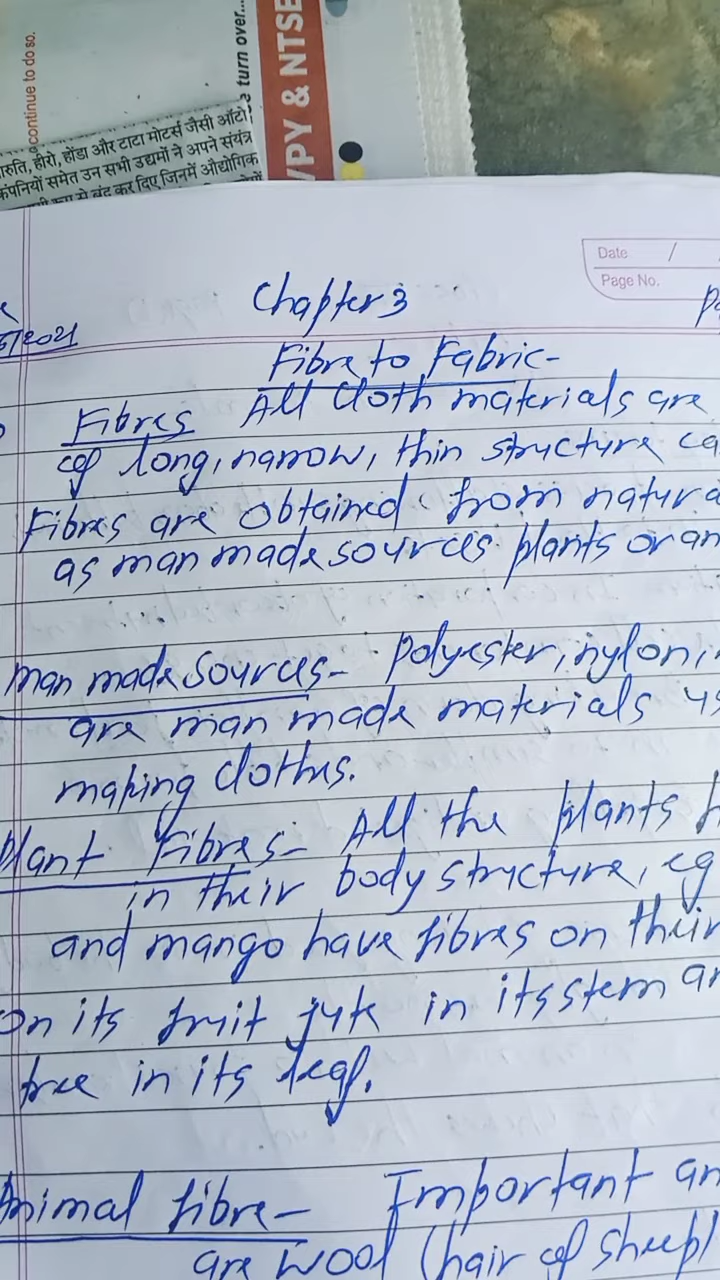 continue to do so.
turn over...
VPY & NTSE
हीरो, होंडा और टाटा मोटर्स जैसी ऑटो
कंपनियों समेत उन सभी उद्यमों ने अपने संयंत्र
से बंद कर दिए जिनमें औद्योगिक
Date /
Page No.
2021
Chapter 3
Fibre to Fabric-
Fibres All Cloth materials are
of long, narrow, thin structure ca
Fibres are obtained from natura
as man made sources plants or an
man made sources- polyester, nylon,
are man made materials us
making clothes.
Plant Fibres- All the plants h
in their body structure, eg
and mango have fibres on their
on its fruit jute in its stem an
tree in its leaf.
Animal fibre- Important an
are wool (hair of sheep)